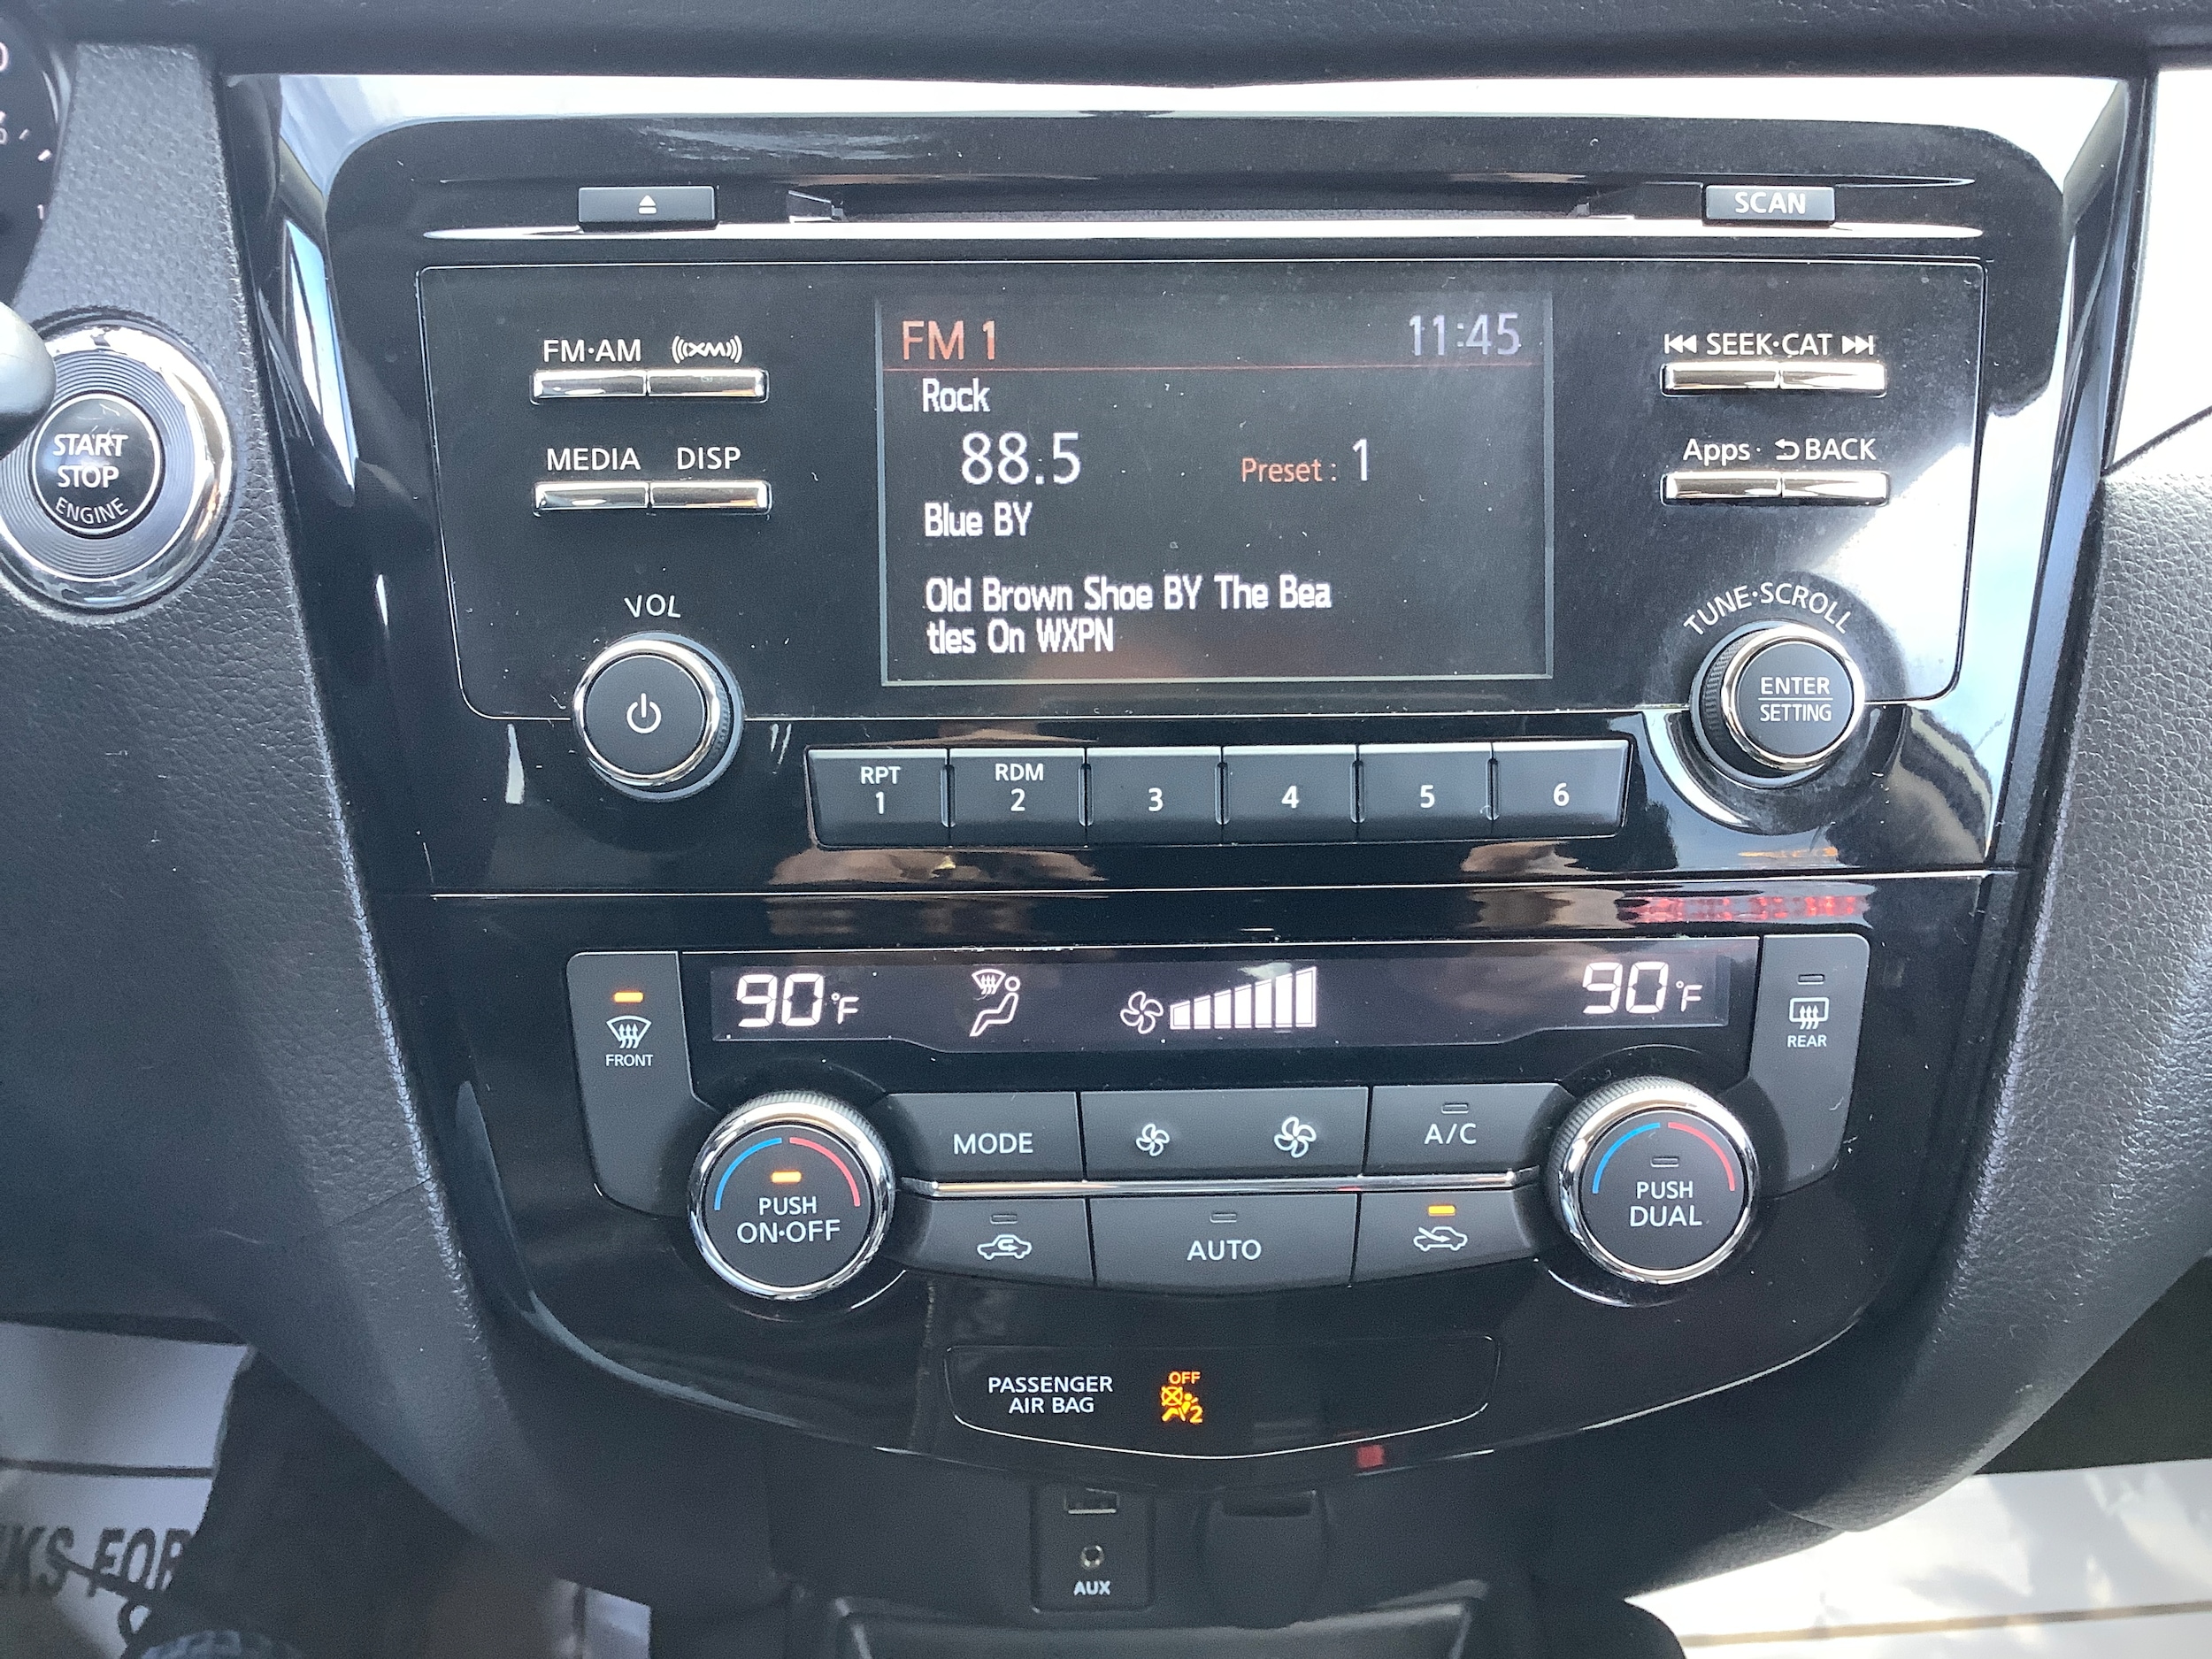 SCAN
FM·AM XM
FM 1 11:45
SEEK·CAT
Rock
MEDIA DISP
88.5 Preset : 1
Apps · BACK
START
STOP
ENGINE
Blue BY
VOL
Old Brown Shoe BY The Bea
tles On WXPN
TUNE·SCROLL
ENTER
SETTING
RPT
1
RDM
2
3
4
5
6
90°F 90°F
FRONT
REAR
MODE
A/C
PUSH
ON·OFF
AUTO
PUSH
DUAL
PASSENGER
AIR BAG
OFF
2
AUX
FOR